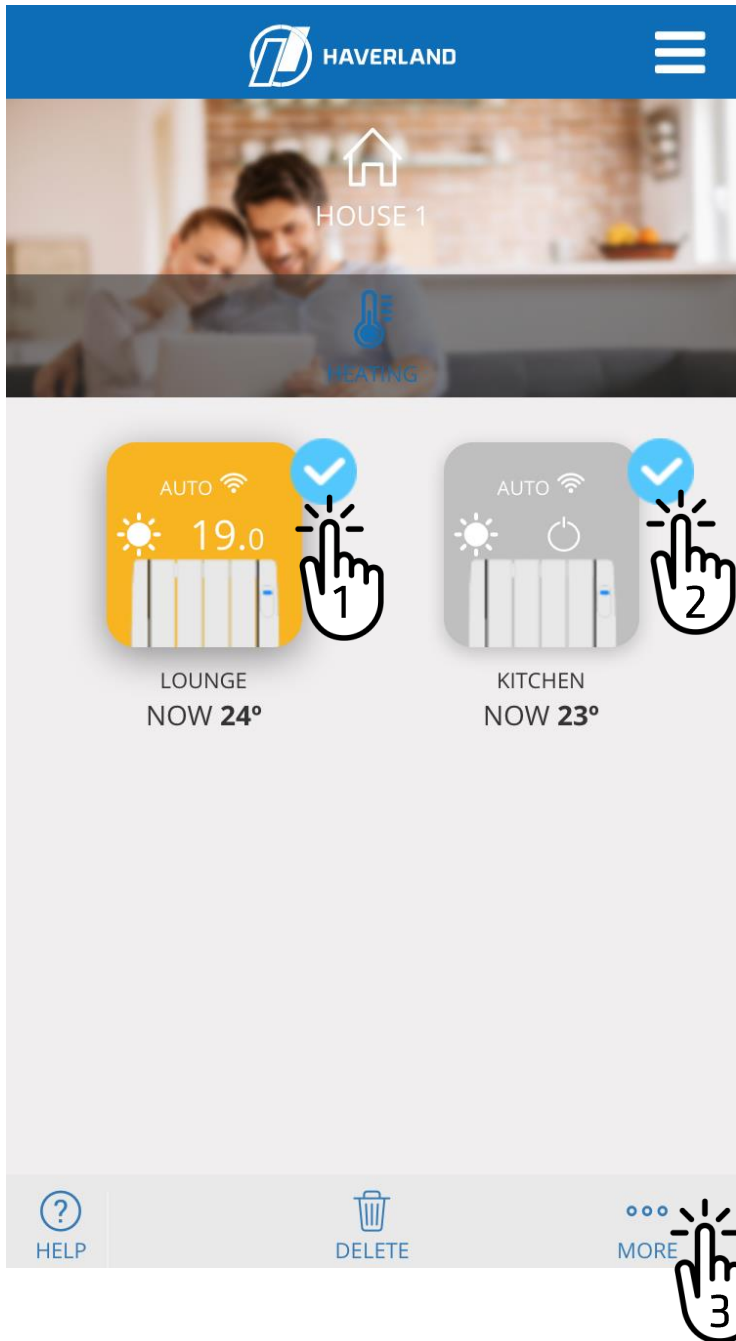 HAVERLAND
HOUSE 1
HEATING
AUTO
19.0
1
LOUNGE
NOW 24º
AUTO
2
KITCHEN
NOW 23º
?
HELP
DELETE
MORE
3